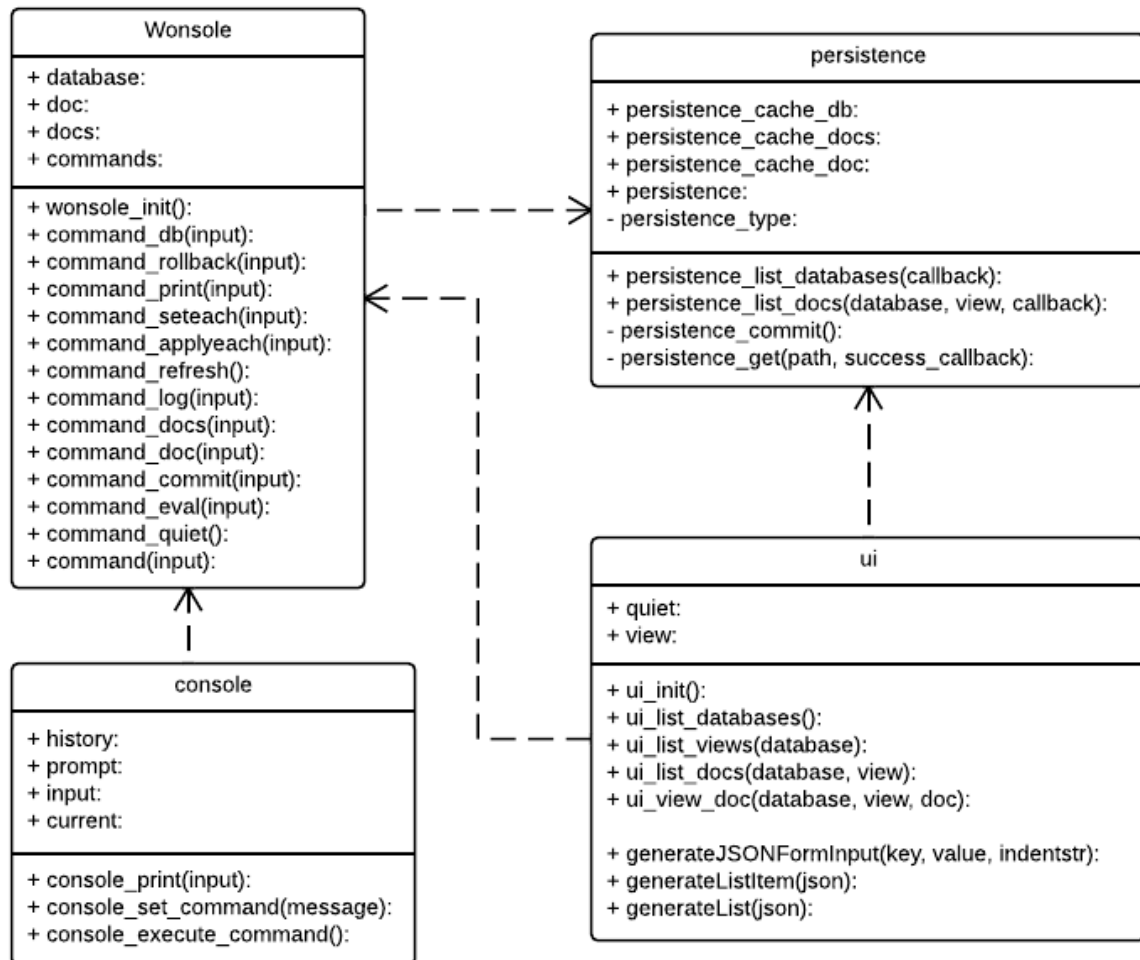 Wonsole
+ database:
+ doc:
+ docs:
+ commands:
+ wonsole_init():
+ command_db(input):
+ command_rollback(input):
+ command_print(input):
+ command_seteach(input):
+ command_applyeach(input):
+ command_refresh():
+ command_log(input):
+ command_docs(input):
+ command_doc(input):
+ command_commit(input):
+ command_eval(input):
+ command_quiet():
+ command(input):
persistence
+ persistence_cache_db:
+ persistence_cache_docs:
+ persistence_cache_doc:
+ persistence:
- persistence_type:
+ persistence_list_databases(callback):
+ persistence_list_docs(database, view, callback):
- persistence_commit():
- persistence_get(path, success_callback):
console
+ history:
+ prompt:
+ input:
+ current:
+ console_print(input):
+ console_set_command(message):
+ console_execute_command():
ui
+ quiet:
+ view:
+ ui_init():
+ ui_list_databases():
+ ui_list_views(database):
+ ui_list_docs(database, view):
+ ui_view_doc(database, view, doc):
+ generateJSONFormInput(key, value, indentstr):
+ generateListItem(json):
+ generateList(json):